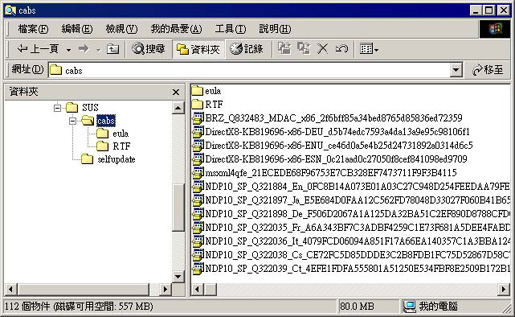 cabs
檔案(F) 編輯(E) 檢視(V) 我的最愛(A) 工具(T) 說明(H)
上一頁 搜尋 資料夾 記錄
網址(D) cabs 移至
資料夾
SUS
cabs
eula
RTF
selfupdate
eula
RTF
BRZ_Q832483_MDAC_x86_2f6bff85a34bed8765d85836ed72359
DirectX8-KB819696-x86-DEU_d5b74edc7593a4da13a9e95c98106f1
DirectX8-KB819696-x86-ENU_ce46d0a5e4b25d24731892a0314d6c5
DirectX8-KB819696-x86-ESN_0c21aad0c27050f8cef841098ed9709
msxml4qfe_21ECEDE68F96753E7CB328EF7473711F9F3B4115
NDP10_SP_Q321884_En_0FC8B14A073E01A03C27C948D254FEEDAA79FE
NDP10_SP_Q321897_Ja_E5E684D0FAA12C562FD78048D33027F060B41B65
NDP10_SP_Q321898_De_F506D2067A1A125DA32BA51C2EF890D8788CFD
NDP10_SP_Q322035_Fr_A6A343BF7C3ADBF4259C1E73F681A5DEE4FABD
NDP10_SP_Q322036_It_4079FCD06094A851F17A66EA140357C1A3BBA124
NDP10_SP_Q322038_Cs_CE72FC5D85DDDE3C2B8FDB1FC75D52867D58C
NDP10_SP_Q322039_Ct_4EFE1FDFA555801A51250E534FBF8E2509B172B1
112 個物件 (磁碟可用空間: 557 MB) 80.0 MB 我的電腦